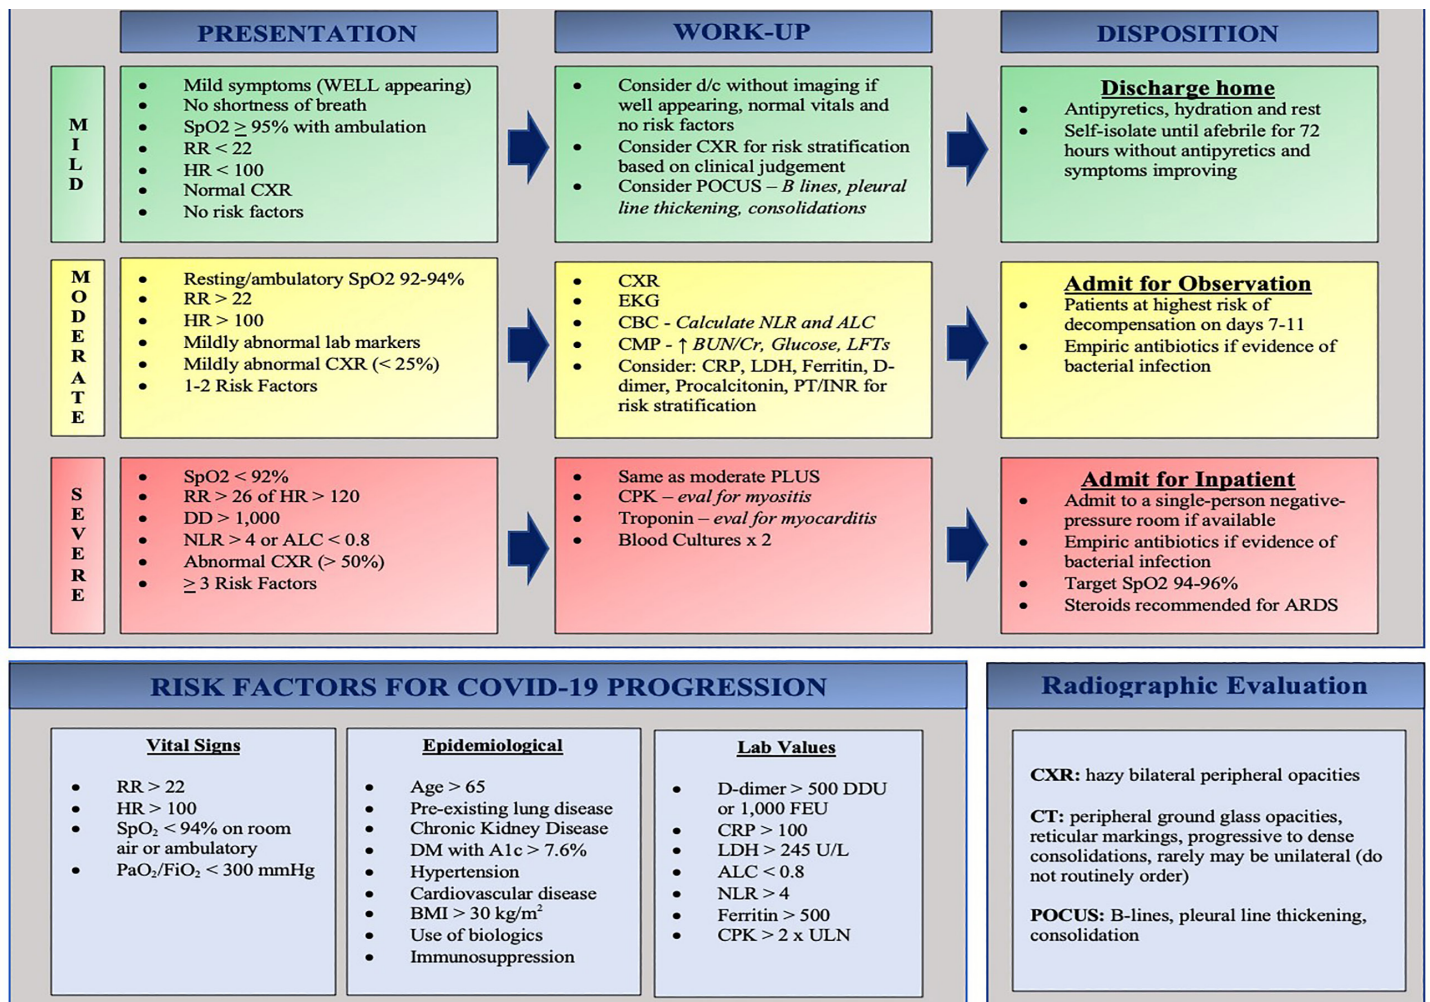 PRESENTATION
WORK-UP
DISPOSITION
MILD
• Mild symptoms (WELL appearing)
• No shortness of breath
• SpO2 ≥ 95% with ambulation
• RR < 22
• HR < 100
• Normal CXR
• No risk factors
• Consider d/c without imaging if
well appearing, normal vitals and
no risk factors
• Consider CXR for risk stratification
based on clinical judgement
• Consider POCUS – B lines, pleural
line thickening, consolidations
Discharge home
• Antipyretics, hydration and rest
• Self-isolate until afebrile for 72
hours without antipyretics and
symptoms improving
MODERATE
• Resting/ambulatory SpO2 92-94%
• RR > 22
• HR > 100
• Mildly abnormal lab markers
• Mildly abnormal CXR (< 25%)
• 1-2 Risk Factors
• CXR
• EKG
• CBC - Calculate NLR and ALC
• CMP - ↑ BUN/Cr, Glucose, LFTs
• Consider: CRP, LDH, Ferritin, D-
dimer, Procalcitonin, PT/INR for
risk stratification
Admit for Observation
• Patients at highest risk of
decompensation on days 7-11
• Empiric antibiotics if evidence of
bacterial infection
SEVERE
• SpO2 < 92%
• RR > 26 of HR > 120
• DD > 1,000
• NLR > 4 or ALC < 0.8
• Abnormal CXR (> 50%)
• ≥ 3 Risk Factors
• Same as moderate PLUS
• CPK – eval for myositis
• Troponin – eval for myocarditis
• Blood Cultures x 2
Admit for Inpatient
• Admit to a single-person negative-
pressure room if available
• Empiric antibiotics if evidence of
bacterial infection
• Target SpO2 94-96%
• Steroids recommended for ARDS
RISK FACTORS FOR COVID-19 PROGRESSION
Vital Signs
• RR > 22
• HR > 100
• SpO₂ < 94% on room
air or ambulatory
• PaO₂/FiO₂ < 300 mmHg
Epidemiological
• Age > 65
• Pre-existing lung disease
• Chronic Kidney Disease
• DM with A1c > 7.6%
• Hypertension
• Cardiovascular disease
• BMI > 30 kg/m²
• Use of biologics
• Immunosuppression
Lab Values
• D-dimer > 500 DDU
or 1,000 FEU
• CRP > 100
• LDH > 245 U/L
• ALC < 0.8
• NLR > 4
• Ferritin > 500
• CPK > 2 x ULN
Radiographic Evaluation
CXR: hazy bilateral peripheral opacities
CT: peripheral ground glass opacities,
reticular markings, progressive to dense
consolidations, rarely may be unilateral (do
not routinely order)
POCUS: B-lines, pleural line thickening,
consolidation